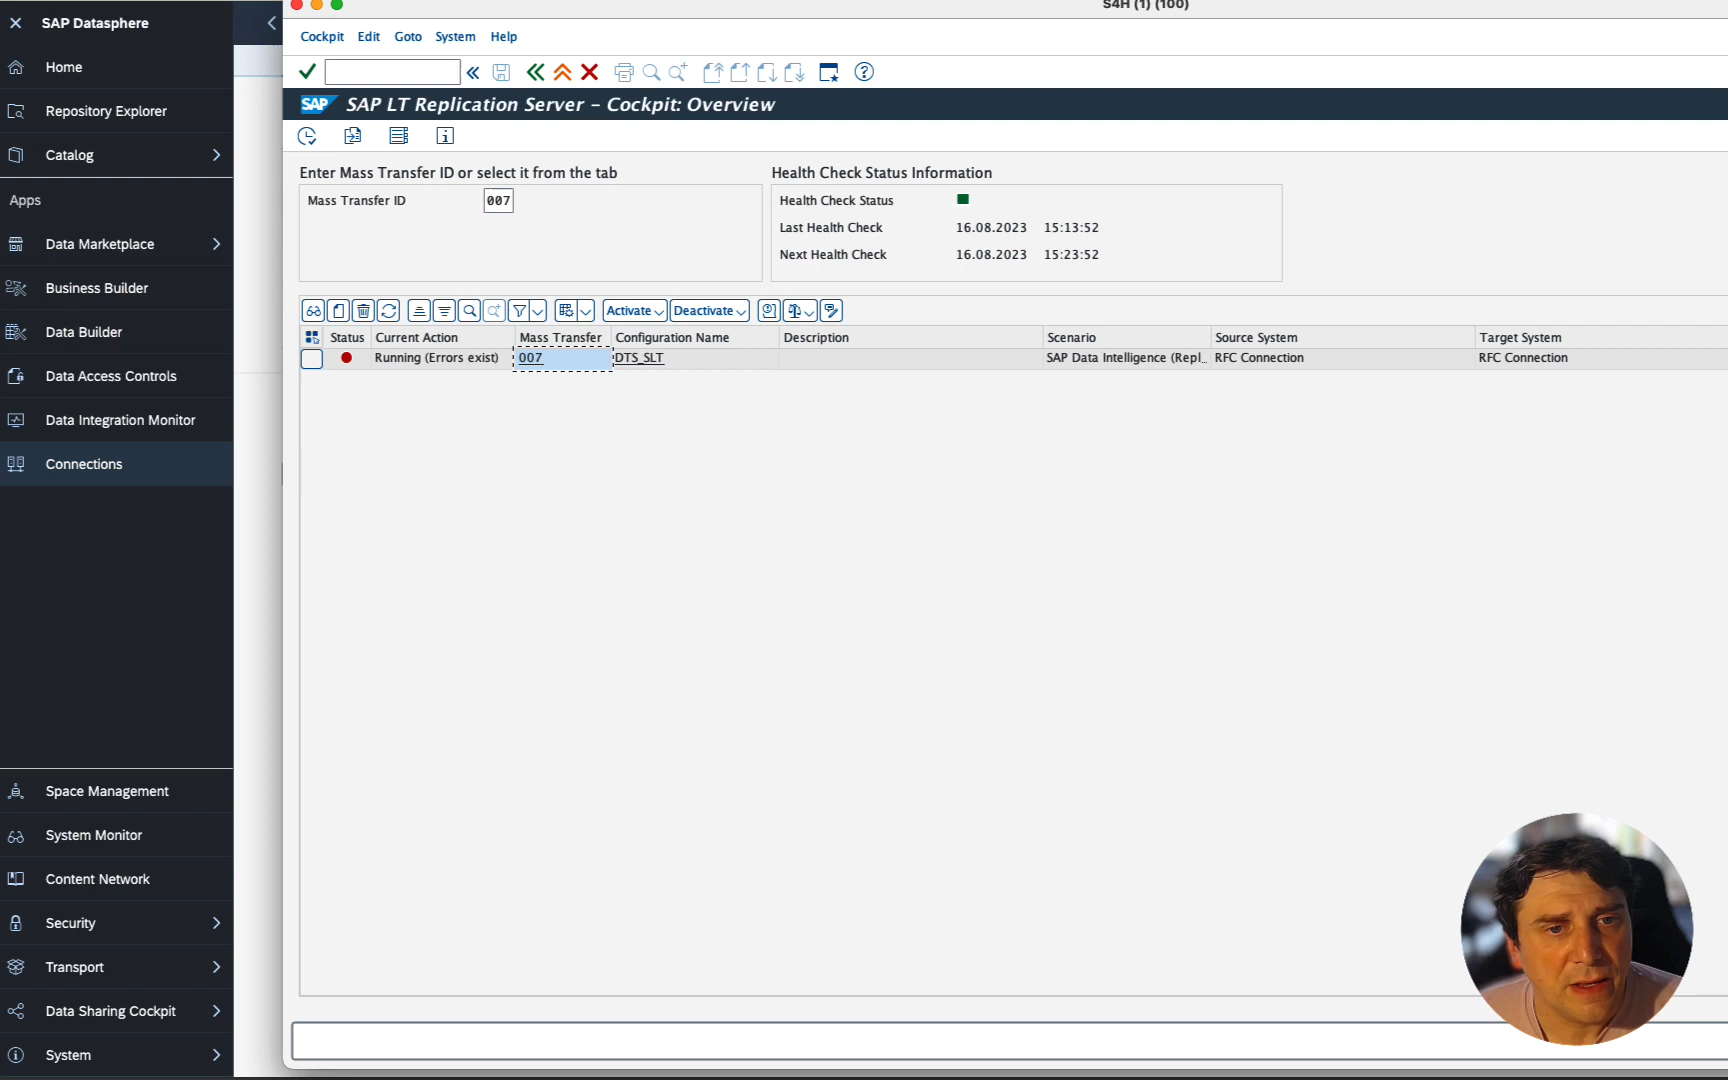 SAP Datasphere
Home
Repository Explorer
Catalog
Apps
Data Marketplace
Business Builder
Data Builder
Data Access Controls
Data Integration Monitor
Connections
Space Management
System Monitor
Content Network
Security
Transport
Data Sharing Cockpit
System
S4H (1) (100)
Cockpit Edit Goto System Help
SAP SAP LT Replication Server – Cockpit: Overview
Enter Mass Transfer ID or select it from the tab
Mass Transfer ID 007
Health Check Status Information
Health Check Status
Last Health Check 16.08.2023 15:13:52
Next Health Check 16.08.2023 15:23:52
Activate Deactivate
Status Current Action Mass Transfer Configuration Name Description Scenario Source System Target System
Running (Errors exist) 007 DTS_SLT SAP Data Intelligence (Repl... RFC Connection RFC Connection